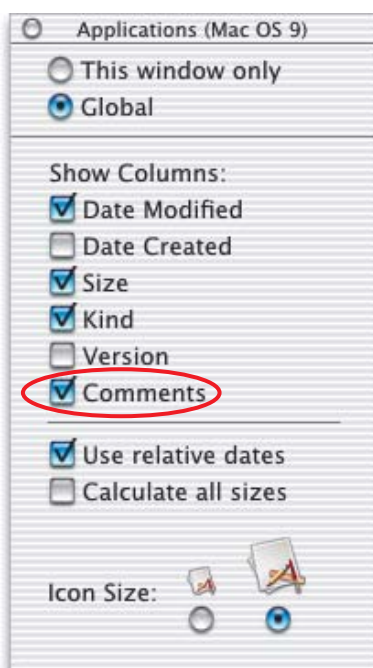 Applications (Mac OS 9)
This window only
Global
Show Columns:
Date Modified
Date Created
Size
Kind
Version
Comments
Use relative dates
Calculate all sizes
Icon Size: